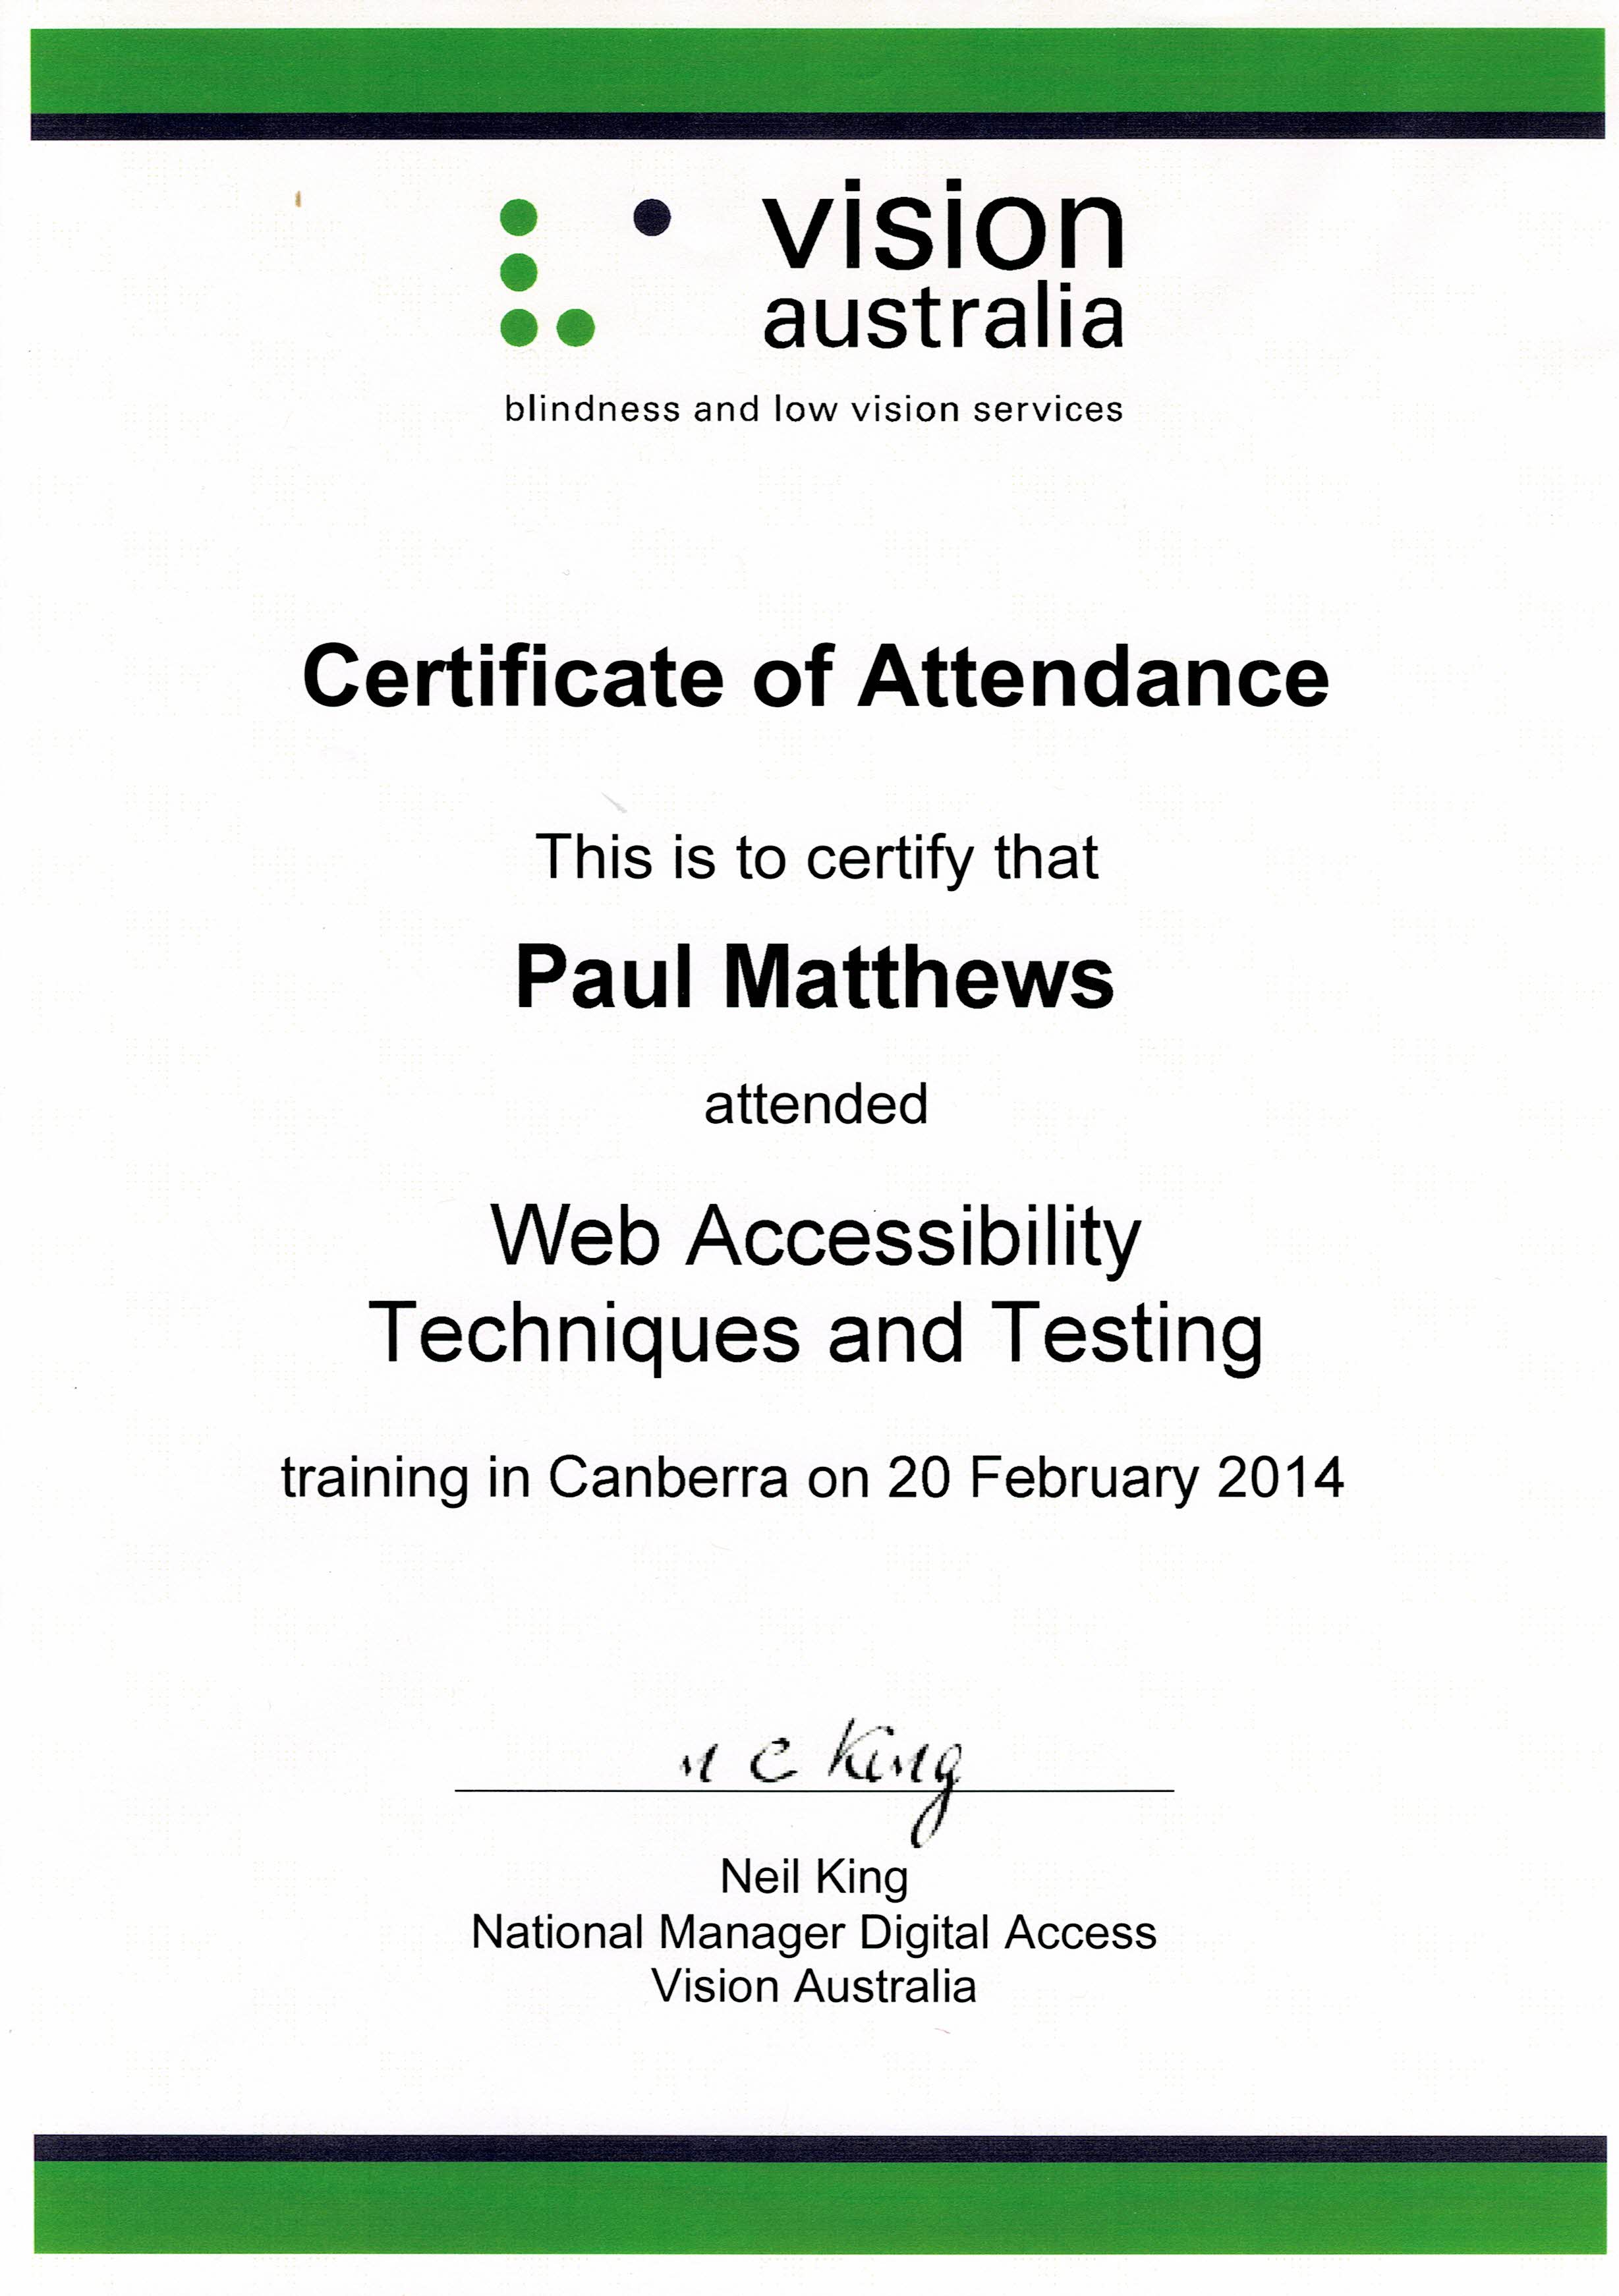 vision
australia
blindness and low vision services
Certificate of Attendance
This is to certify that
Paul Matthews
attended
Web Accessibility
Techniques and Testing
training in Canberra on 20 February 2014
N C King
Neil King
National Manager Digital Access
Vision Australia